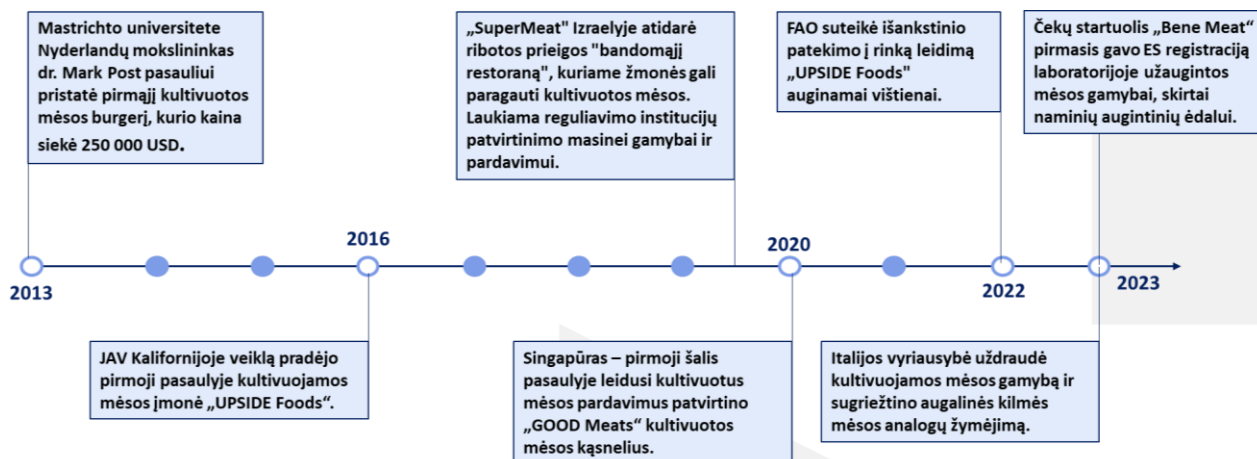 Mastrichto universitete
Nyderlandų mokslininkas
dr. Mark Post pasauliui
pristatė pirmąjį kultivuotos
mėsos burgerį, kurio kaina
siekė 250 000 USD.
„SuperMeat" Izraelyje atidarė
ribotos prieigos "bandomąjį
restoraną", kuriame žmonės gali
paragauti kultivuotos mėsos.
Laukiama reguliavimo institucijų
patvirtinimo masinei gamybai ir
pardavimui.
FAO suteikė išankstinio
patekimo į rinką leidimą
„UPSIDE Foods"
auginamai vištienai.
Čekų startuolis „Bene Meat“
pirmasis gavo ES registraciją
laboratorijoje užaugintos
mėsos gamybai, skirtai
naminių augintinių ėdalui.
2013
2016
2020
2022
2023
JAV Kalifornijoje veiklą pradėjo
pirmoji pasaulyje kultivuojamos
mėsos įmonė „UPSIDE Foods“.
Singapūras – pirmoji šalis
pasaulyje leidusi kultivuotus
mėsos pardavimus patvirtino
„GOOD Meats“ kultivuotos
mėsos kąsnelius.
Italijos vyriausybė uždraudė
kultivuojamos mėsos gamybą ir
sugriežtino augalinės kilmės
mėsos analogų žymėjimą.